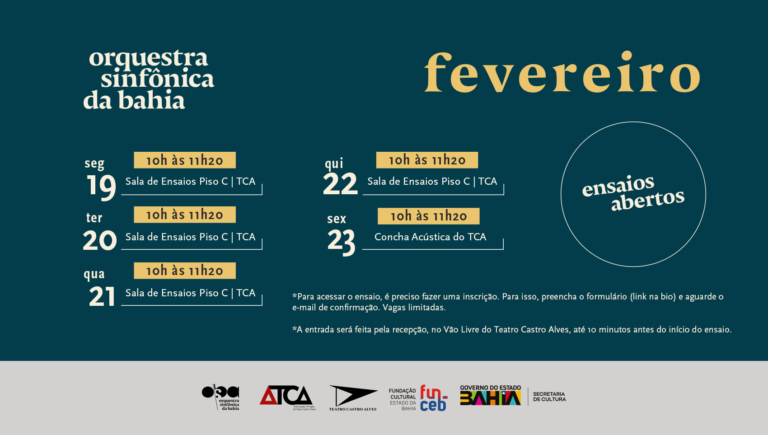 orquestra
sinfônica
da bahia
fevereiro
seg
19
10h às 11h20
Sala de Ensaios Piso C | TCA
ter
20
10h às 11h20
Sala de Ensaios Piso C | TCA
qua
21
10h às 11h20
Sala de Ensaios Piso C | TCA
qui
22
10h às 11h20
Sala de Ensaios Piso C | TCA
sex
23
10h às 11h20
Concha Acústica do TCA
ensaios
abertos
*Para acessar o ensaio, é preciso fazer uma inscrição. Para isso, preencha o formulário (link na bio) e aguarde o
e-mail de confirmação. Vagas limitadas.
*A entrada será feita pela recepção, no Vão Livre do Teatro Castro Alves, até 10 minutos antes do início do ensaio.
orquestra
sinfônica
da bahia
ATCA
TEATRO CASTRO ALVES
FUNDAÇÃO
CULTURAL
ESTADO DA
BAHIA
fun
ceb
GOVERNO DO ESTADO
BAHIA
SECRETARIA
DE CULTURA